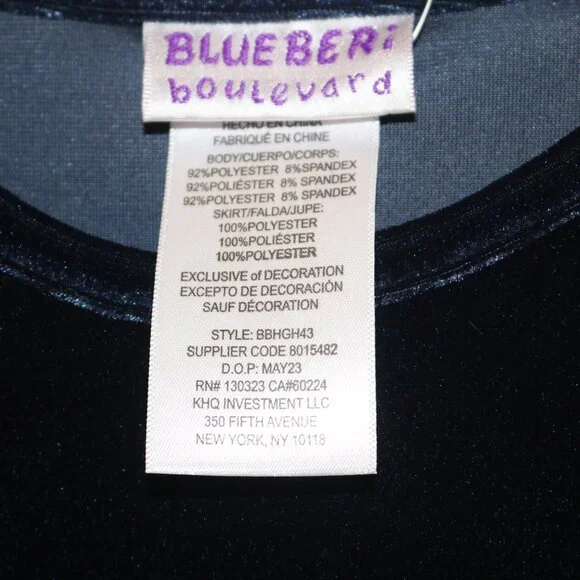 BLUEBERi
boulevard
HECHO EN CHINA
FABRIQUÉ EN CHINE
BODY/CUERPO/CORPS:
92%POLYESTER 8%SPANDEX
92%POLIÉSTER 8% SPANDEX
92%POLYESTER 8% SPANDEX
SKIRT/FALDA/JUPE:
100%POLYESTER
100%POLIÉSTER
100%POLYESTER
EXCLUSIVE of DECORATION
EXCEPTO DE DECORACIÓN
SAUF DÉCORATION
STYLE: BBHGH43
SUPPLIER CODE 8015482
D.O.P: MAY23
RN# 130323 CA#60224
KHQ INVESTMENT LLC
350 FIFTH AVENUE
NEW YORK, NY 10118